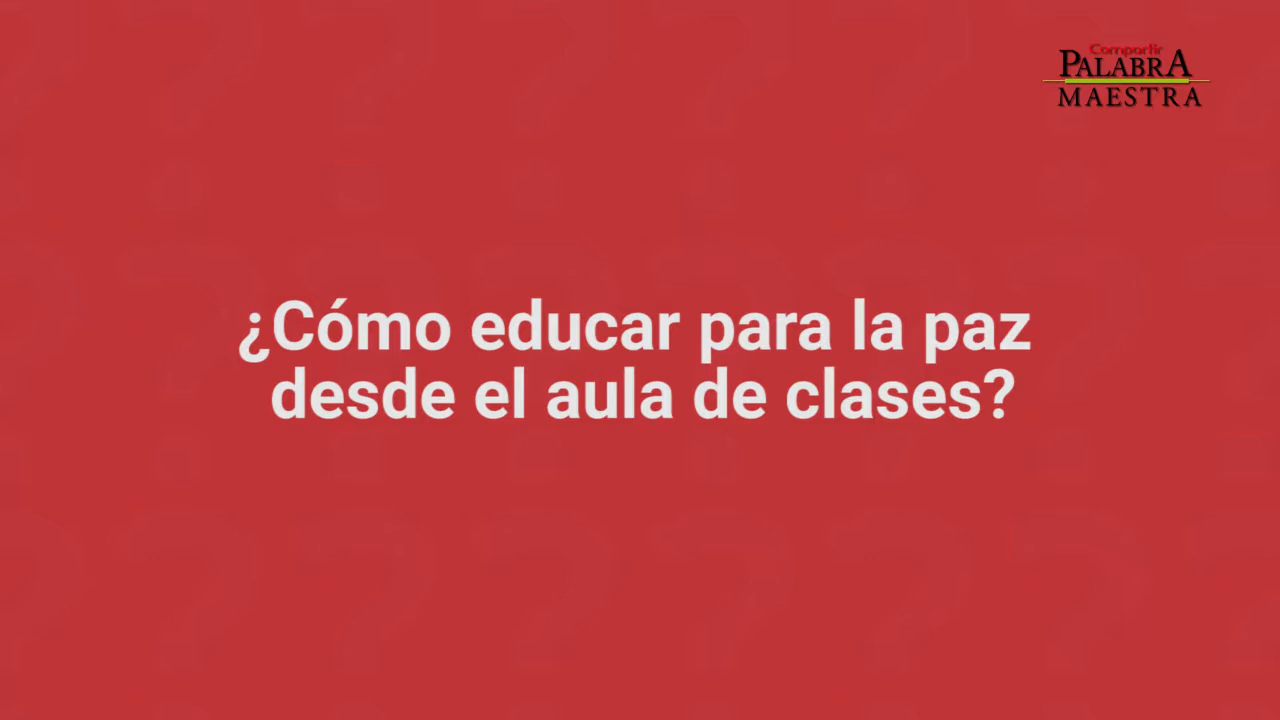 Compartir
PALABRA
MAESTRA
¿Cómo educar para la paz
desde el aula de clases?